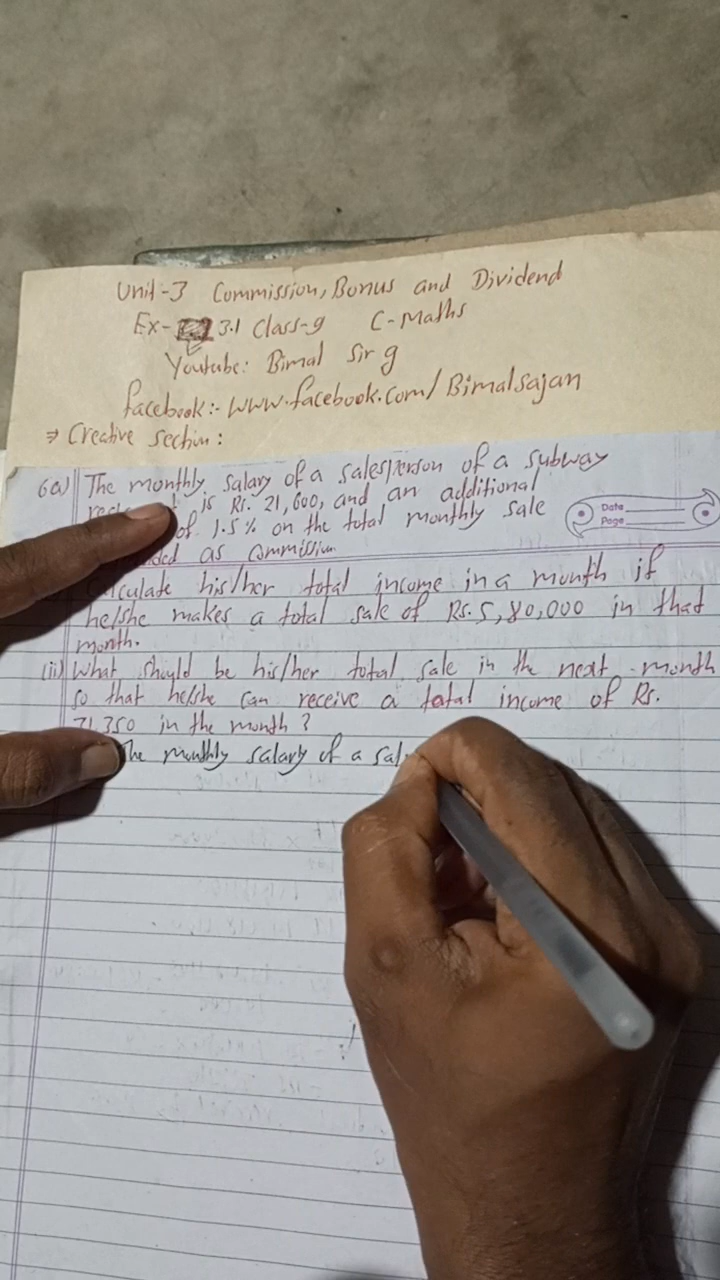 Unit-3 Commission, Bonus and Dividend
Ex- 3.1 Class-9 C-Maths
Youtube: Bimal Sir g
facebook:- www.facebook.com/Bimalsajan
⇒ Creative section:
6a) The monthly salary of a salesperson of a subway
is Rs. 21,600, and an additional
of 1.5% on the total monthly sale
Data
Page
as commission
his/her total income in a month if
he/she makes a total sale of Rs. 5,80,000 in that
month.
(ii) What should be his/her total sale in the next month
so that he/she can receive a total income of Rs.
71,350 in the month?
The monthly salary of a